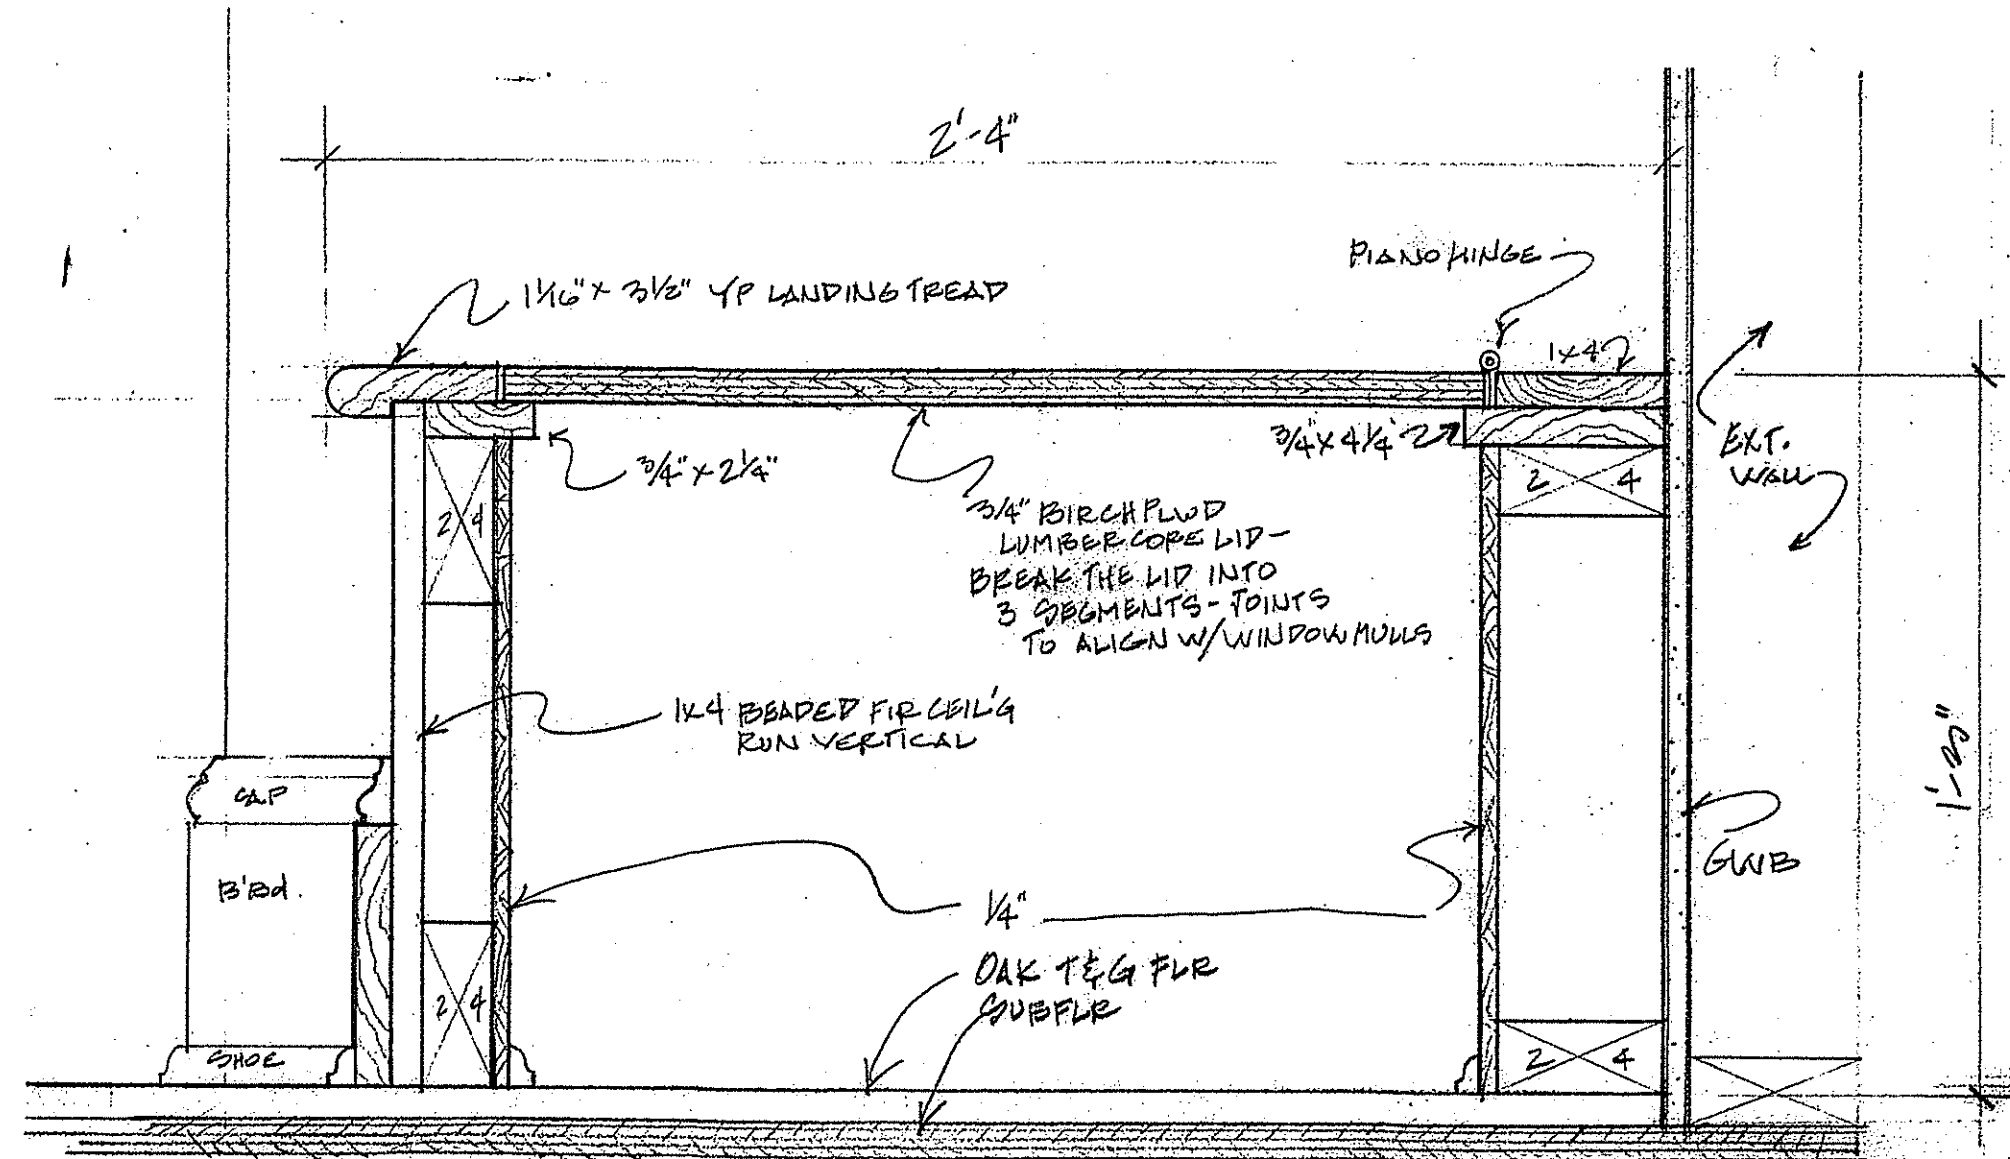 2'-4"
PIANO HINGE
1 1/16" x 3 1/2" YP LANDING TREAD
1x4
3/4" x 4 1/4"
EXT.
WALL
3/4" x 2 1/4"
2 4
2 4
3/4" BIRCH PLWD
LUMBER CORE LID -
BREAK THE LID INTO
3 SEGMENTS - JOINTS
TO ALIGN W/WINDOW MULLS
1x4 BEADED FIR CEIL'G
RUN VERTICAL
CAP
B'Bd.
GWB
1/4"
OAK T&G FLR
SUBFLR
2 4
2 4
SHOE